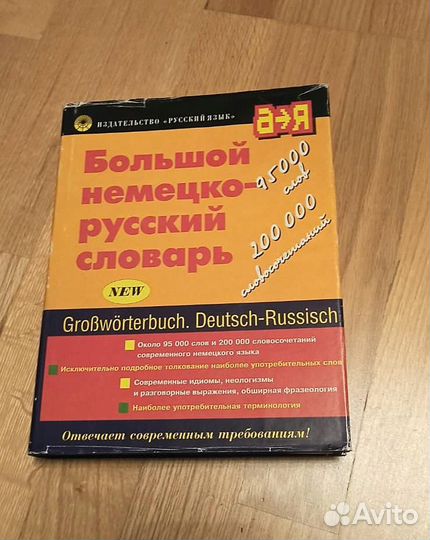 ИЗДАТЕЛЬСТВО «РУССКИЙ ЯЗЫК»
а→Я
Большой
немецко-
русский
словарь
95000
слов
200 000
словосочетаний
NEW
Großwörterbuch. Deutsch-Russisch
Около 95 000 слов и 200 000 словосочетаний
современного немецкого языка
Исключительно подробное толкование наиболее употребительных слов
Современные идиомы, неологизмы
и разговорные выражения, обширная фразеология
Наиболее употребительная терминология
Отвечает современным требованиям!
Avito